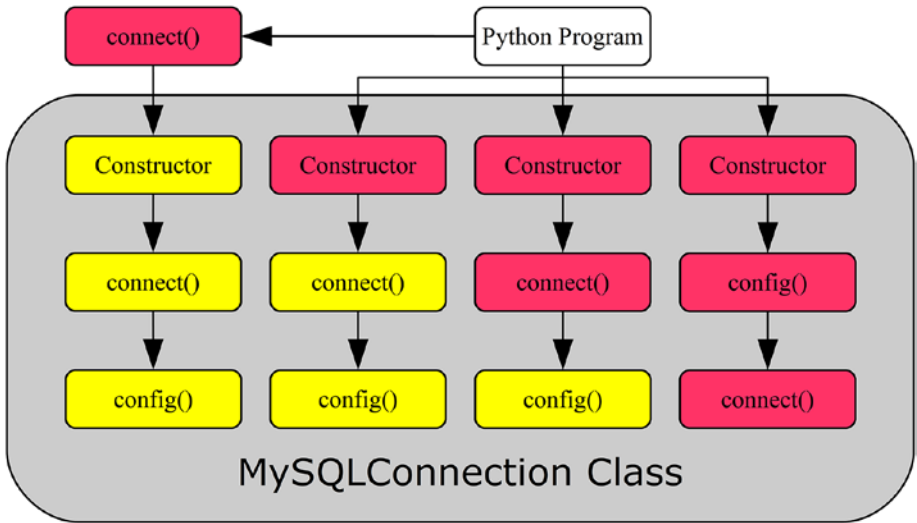 connect()
Python Program
Constructor
Constructor
Constructor
Constructor
connect()
connect()
connect()
config()
config()
config()
config()
connect()
MySQLConnection Class